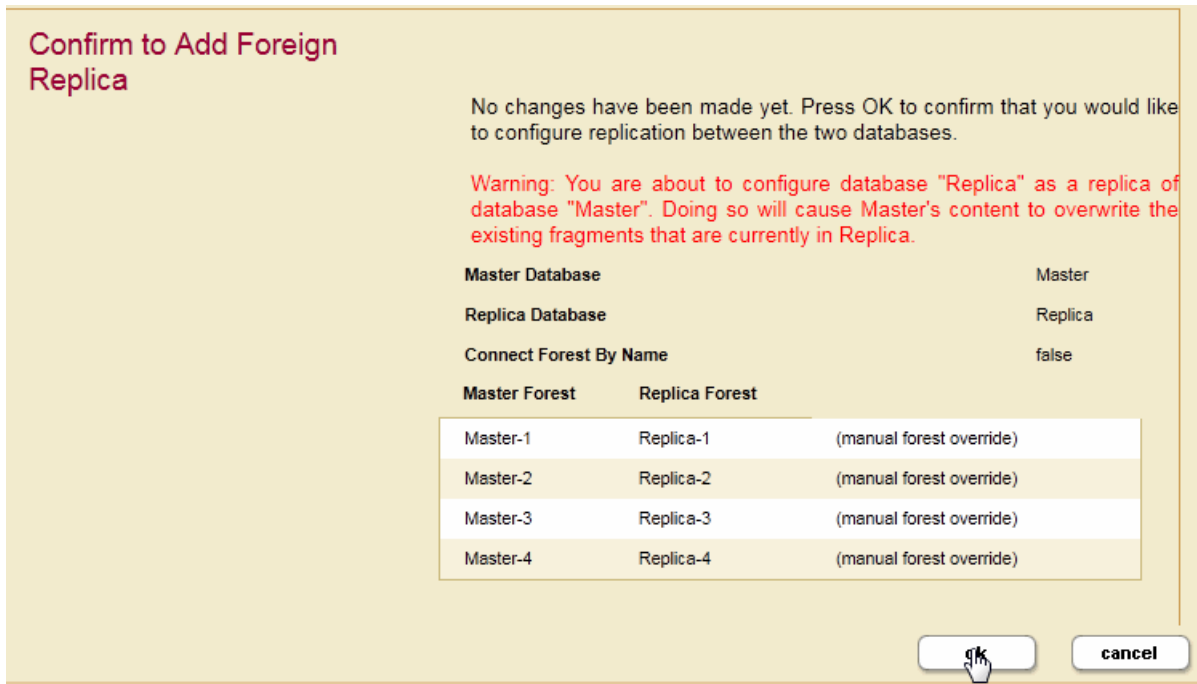 Confirm to Add Foreign
Replica
No changes have been made yet. Press OK to confirm that you would like
to configure replication between the two databases.
Warning: You are about to configure database "Replica" as a replica of
database "Master". Doing so will cause Master's content to overwrite the
existing fragments that are currently in Replica.
Master Database Master
Replica Database Replica
Connect Forest By Name false
Master Forest Replica Forest
Master-1 Replica-1 (manual forest override)
Master-2 Replica-2 (manual forest override)
Master-3 Replica-3 (manual forest override)
Master-4 Replica-4 (manual forest override)
ok cancel